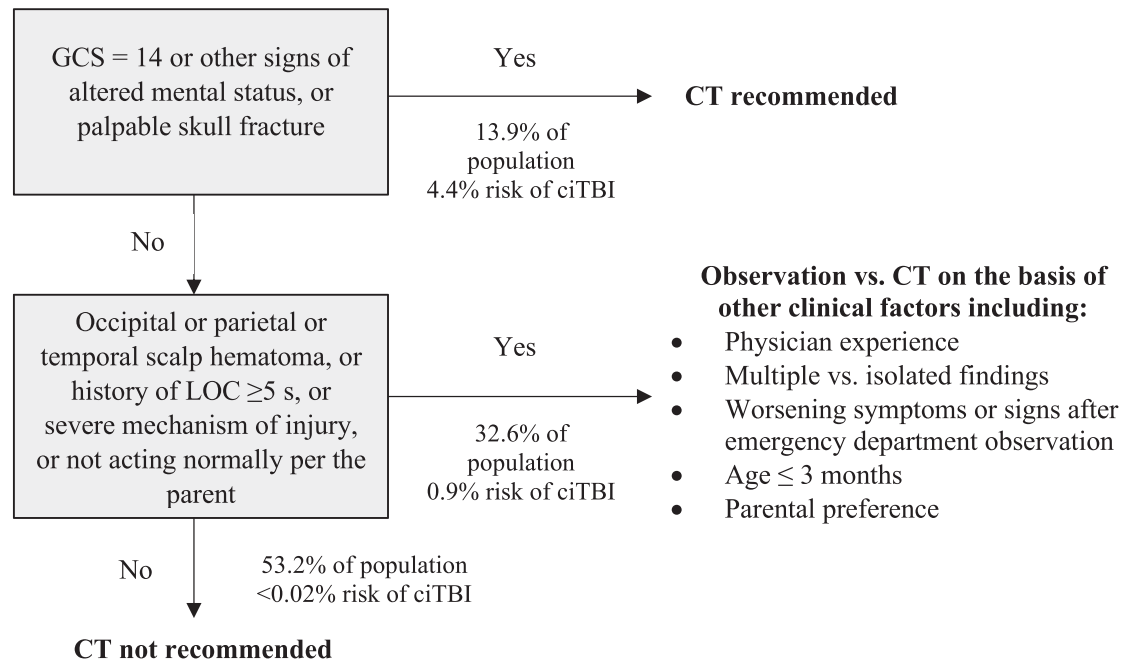 GCS = 14 or other signs of
altered mental status, or
palpable skull fracture
Yes
CT recommended
13.9% of
population
4.4% risk of ciTBI
No
Occipital or parietal or
temporal scalp hematoma, or
history of LOC ≥5 s, or
severe mechanism of injury,
or not acting normally per the
parent
Yes
32.6% of
population
0.9% risk of ciTBI
Observation vs. CT on the basis of
other clinical factors including:
• Physician experience
• Multiple vs. isolated findings
• Worsening symptoms or signs after
emergency department observation
• Age ≤ 3 months
• Parental preference
No
53.2% of population
<0.02% risk of ciTBI
CT not recommended